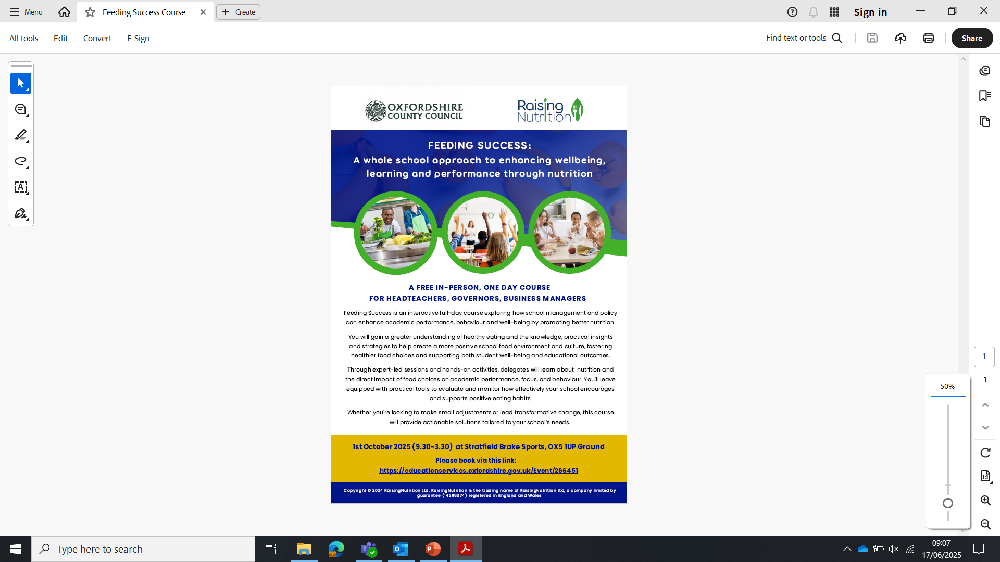 Menu
Feeding Success Course ...
Create
Sign in
All tools
Edit
Convert
E-Sign
Find text or tools
Share
OXFORDSHIRE
COUNTY COUNCIL
Raising
Nutrition
FEEDING SUCCESS:
A whole school approach to enhancing wellbeing,
learning and performance through nutrition
A FREE IN-PERSON, ONE DAY COURSE
FOR HEADTEACHERS, GOVERNORS, BUSINESS MANAGERS
Feeding Success is an interactive full-day course exploring how school management and policy
can enhance academic performance, behaviour and well-being by promoting better nutrition.
You will gain a greater understanding of healthy eating and the knowledge, practical insights
and strategies to help create a more positive school food environment and culture, fostering
healthier food choices and supporting both student well-being and educational outcomes.
Through expert-led sessions and hands-on activities, delegates will learn about nutrition and
the direct impact of food choices on academic performance, focus, and behaviour. You'll leave
equipped with practical tools to evaluate and monitor how effectively your school encourages
and supports positive eating habits.
Whether you're looking to make small adjustments or lead transformative change, this course
will provide actionable solutions tailored to your school's needs.
1st October 2025 (9.30-3.30) at Stratfield Brake Sports, OX5 1UP Ground
Please book via this link:
https://educationservices.oxfordshire.gov.uk/Event/266451
Copyright © 2024 RaisingNutrition Ltd. RaisingNutrition is the trading name of RaisingNutrition Ltd, a company limited by
guarantee (14396374) registered in England and Wales
1
1
50%
1:1
Type here to search
09:07
17/06/2025